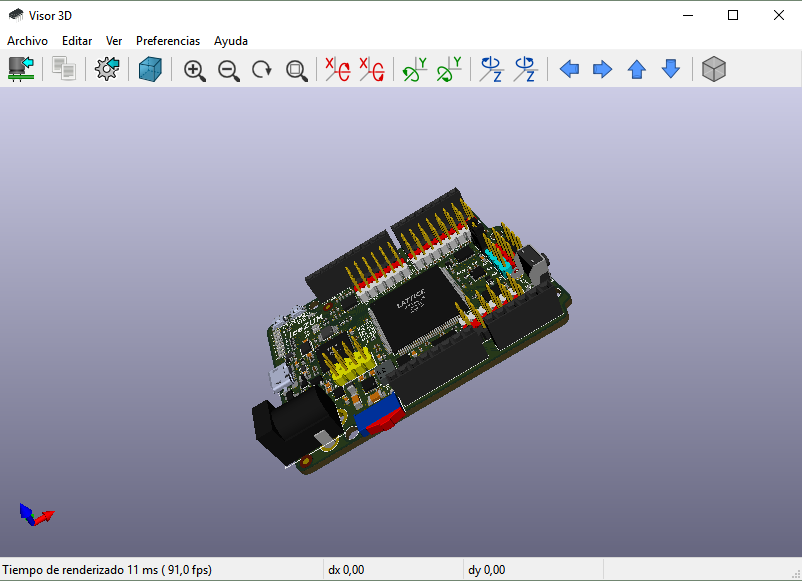 Visor 3D
Archivo Editar Ver Preferencias Ayuda
X X Y Y Z Z
LATTICE
IceZUM
Tiempo de renderizado 11 ms ( 91,0 fps) dx 0,00 dy 0,00